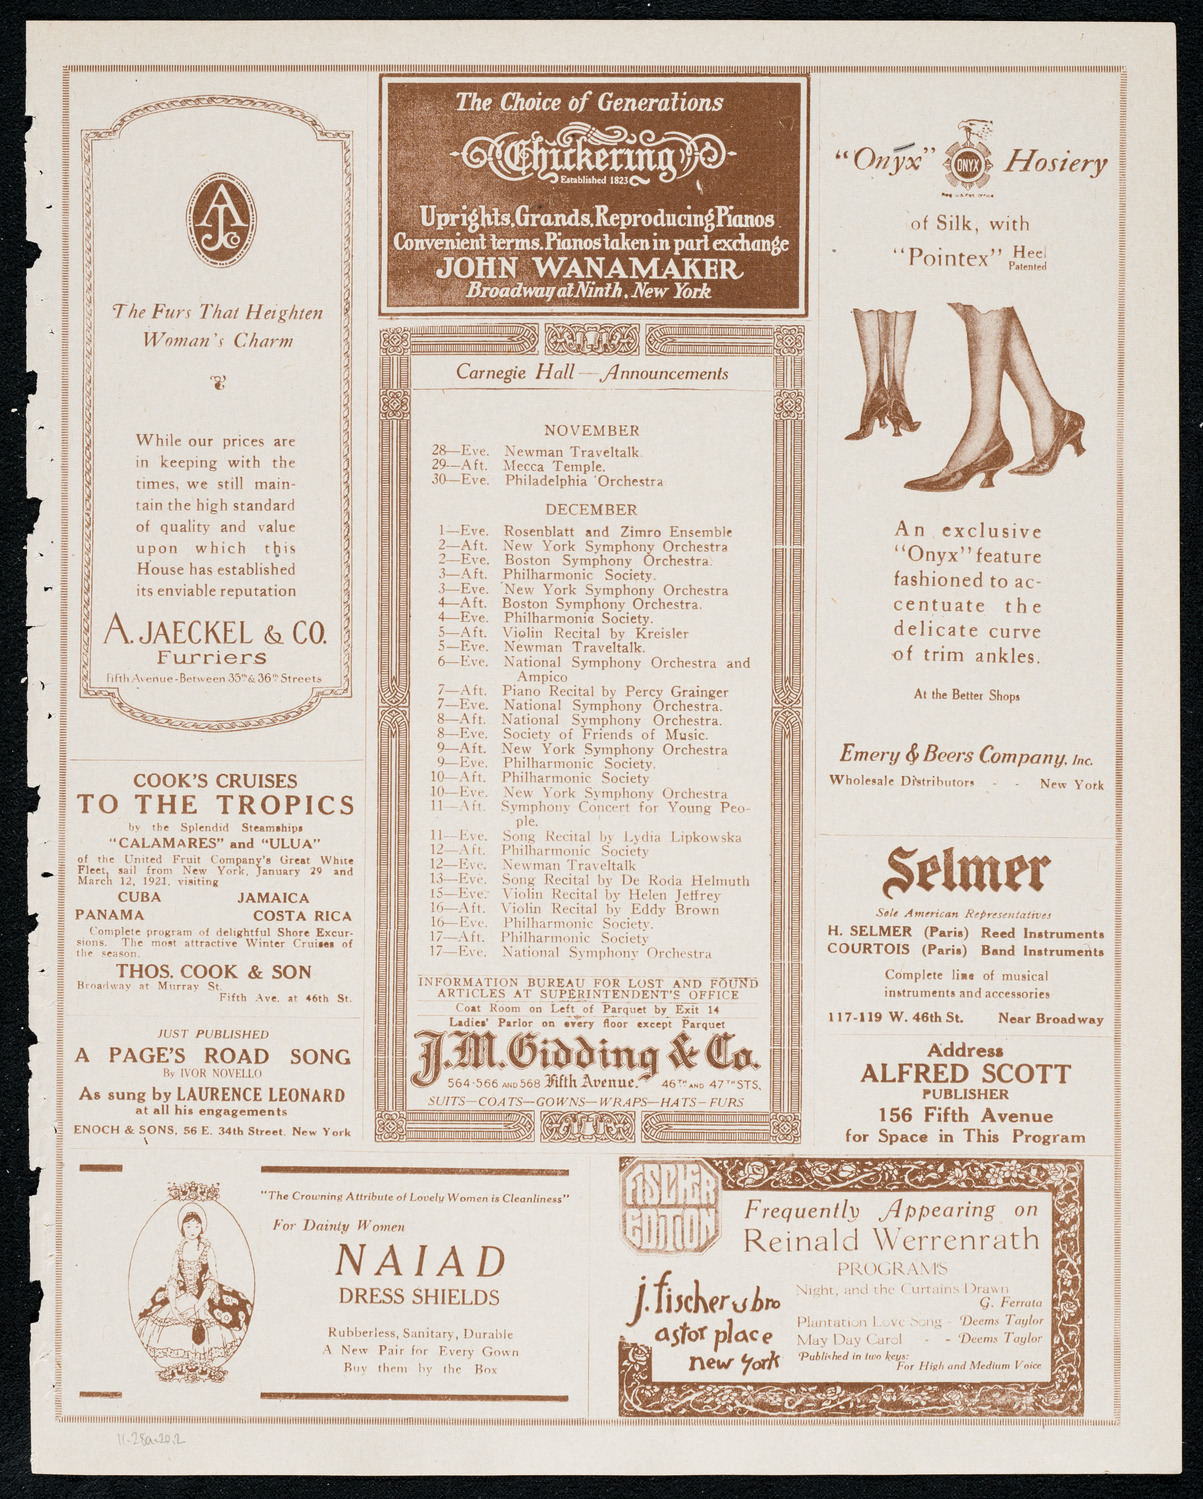 AJCo
The Furs That Heighten
Woman's Charm
While our prices are
in keeping with the
times, we still main-
tain the high standard
of quality and value
upon which this
House has established
its enviable reputation
A. JAECKEL & CO.
Furriers
Fifth Avenue - Between 35th & 36th Streets
COOK'S CRUISES
TO THE TROPICS
by the Splendid Steamships
"CALAMARES" and "ULUA"
of the United Fruit Company's Great White
Fleet, sail from New York, January 29 and
March 12, 1921, visiting
CUBA JAMAICA
PANAMA COSTA RICA
Complete program of delightful Shore Excur-
sions. The most attractive Winter Cruises of
the season.
THOS. COOK & SON
Broadway at Murray St.
Fifth Ave. at 46th St.
JUST PUBLISHED
A PAGE'S ROAD SONG
By IVOR NOVELLO
As sung by LAURENCE LEONARD
at all his engagements
ENOCH & SONS, 56 E. 34th Street. New York
The Choice of Generations
Chickering
Established 1823
Uprights, Grands, Reproducing Pianos
Convenient terms. Pianos taken in part exchange
JOHN WANAMAKER
Broadway at Ninth, New York
Carnegie Hall — Announcements
NOVEMBER
28—Eve. Newman Traveltalk.
29—Aft. Mecca Temple.
30—Eve. Philadelphia Orchestra
DECEMBER
1—Eve. Rosenblatt and Zimro Ensemble
2—Aft. New York Symphony Orchestra
2—Eve. Boston Symphony Orchestra.
3—Aft. Philharmonic Society.
3—Eve. New York Symphony Orchestra
4—Aft. Boston Symphony Orchestra.
4—Eve. Philharmonic Society.
5—Aft. Violin Recital by Kreisler
5—Eve. Newman Traveltalk.
6—Eve. National Symphony Orchestra and
Ampico
7—Aft. Piano Recital by Percy Grainger
7—Eve. National Symphony Orchestra.
8—Aft. National Symphony Orchestra.
8—Eve. Society of Friends of Music.
9—Aft. New York Symphony Orchestra
9—Eve. Philharmonic Society.
10—Aft. Philharmonic Society
10—Eve. New York Symphony Orchestra
11—Aft. Symphony Concert for Young Peo-
ple.
11—Eve. Song Recital by Lydia Lipkowska
12—Aft. Philharmonic Society
12—Eve. Newman Traveltalk
13—Eve. Song Recital by De Roda Helmuth
15—Eve. Violin Recital by Helen Jeffrey
16—Aft. Violin Recital by Eddy Brown
16—Eve. Philharmonic Society.
17—Aft. Philharmonic Society
17—Eve. National Symphony Orchestra
INFORMATION BUREAU FOR LOST AND FOUND
ARTICLES AT SUPERINTENDENT'S OFFICE
Coat Room on Left of Parquet by Exit 14
Ladies' Parlor on every floor except Parquet
J.M. Gidding & Co.
564-566 AND 568 Fifth Avenue. 46TH AND 47TH STS.
SUITS—COATS—GOWNS—WRAPS—HATS—FURS
"Onyx" ONYX Hosiery
of Silk, with
"Pointex" Heel
Patented
An exclusive
"Onyx" feature
fashioned to ac-
centuate the
delicate curve
of trim ankles.
At the Better Shops
Emery & Beers Company, Inc.
Wholesale Distributors - - New York
Selmer
Sole American Representatives
H. SELMER (Paris) Reed Instruments
COURTOIS (Paris) Band Instruments
Complete line of musical
instruments and accessories
117-119 W. 46th St. Near Broadway
Address
ALFRED SCOTT
PUBLISHER
156 Fifth Avenue
for Space in This Program
"The Crowning Attribute of Lovely Women is Cleanliness"
For Dainty Women
NAIAD
DRESS SHIELDS
Rubberless, Sanitary, Durable
A New Pair for Every Gown
Buy them by the Box
FISCHER
EDITION
j. fischer & bro
astor place
new york
Frequently Appearing on
Reinald Werrenrath
PROGRAMS
Night, and the Curtains Drawn
G. Ferrata
Plantation Love Song - Deems Taylor
May Day Carol - - Deems Taylor
Published in two keys:
For High and Medium Voice